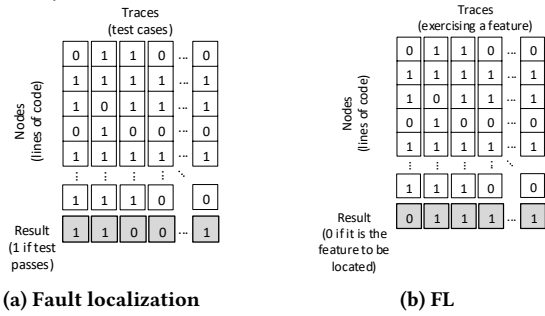 Traces
(test cases)
Nodes
(lines of code)
0 1 1 0 ... 0
1 1 1 1 ... 1
1 0 1 1 ... 1
0 1 0 0 ... 0
1 1 1 1 ... 1
⋮ ⋮ ⋮ ⋮ ⋱
1 1 1 0 0
Result
(1 if test
passes)
1 1 0 0 ... 1
(a) Fault localization
Traces
(exercising a feature)
Nodes
(lines of code)
0 1 1 0 ... 0
1 1 1 1 ... 1
1 0 1 1 ... 1
0 1 0 0 ... 0
1 1 1 1 ... 1
⋮ ⋮ ⋮ ⋮ ⋱
1 1 1 0 0
Result
(0 if it is the
feature to be
located)
0 1 1 1 ... 1
(b) FL